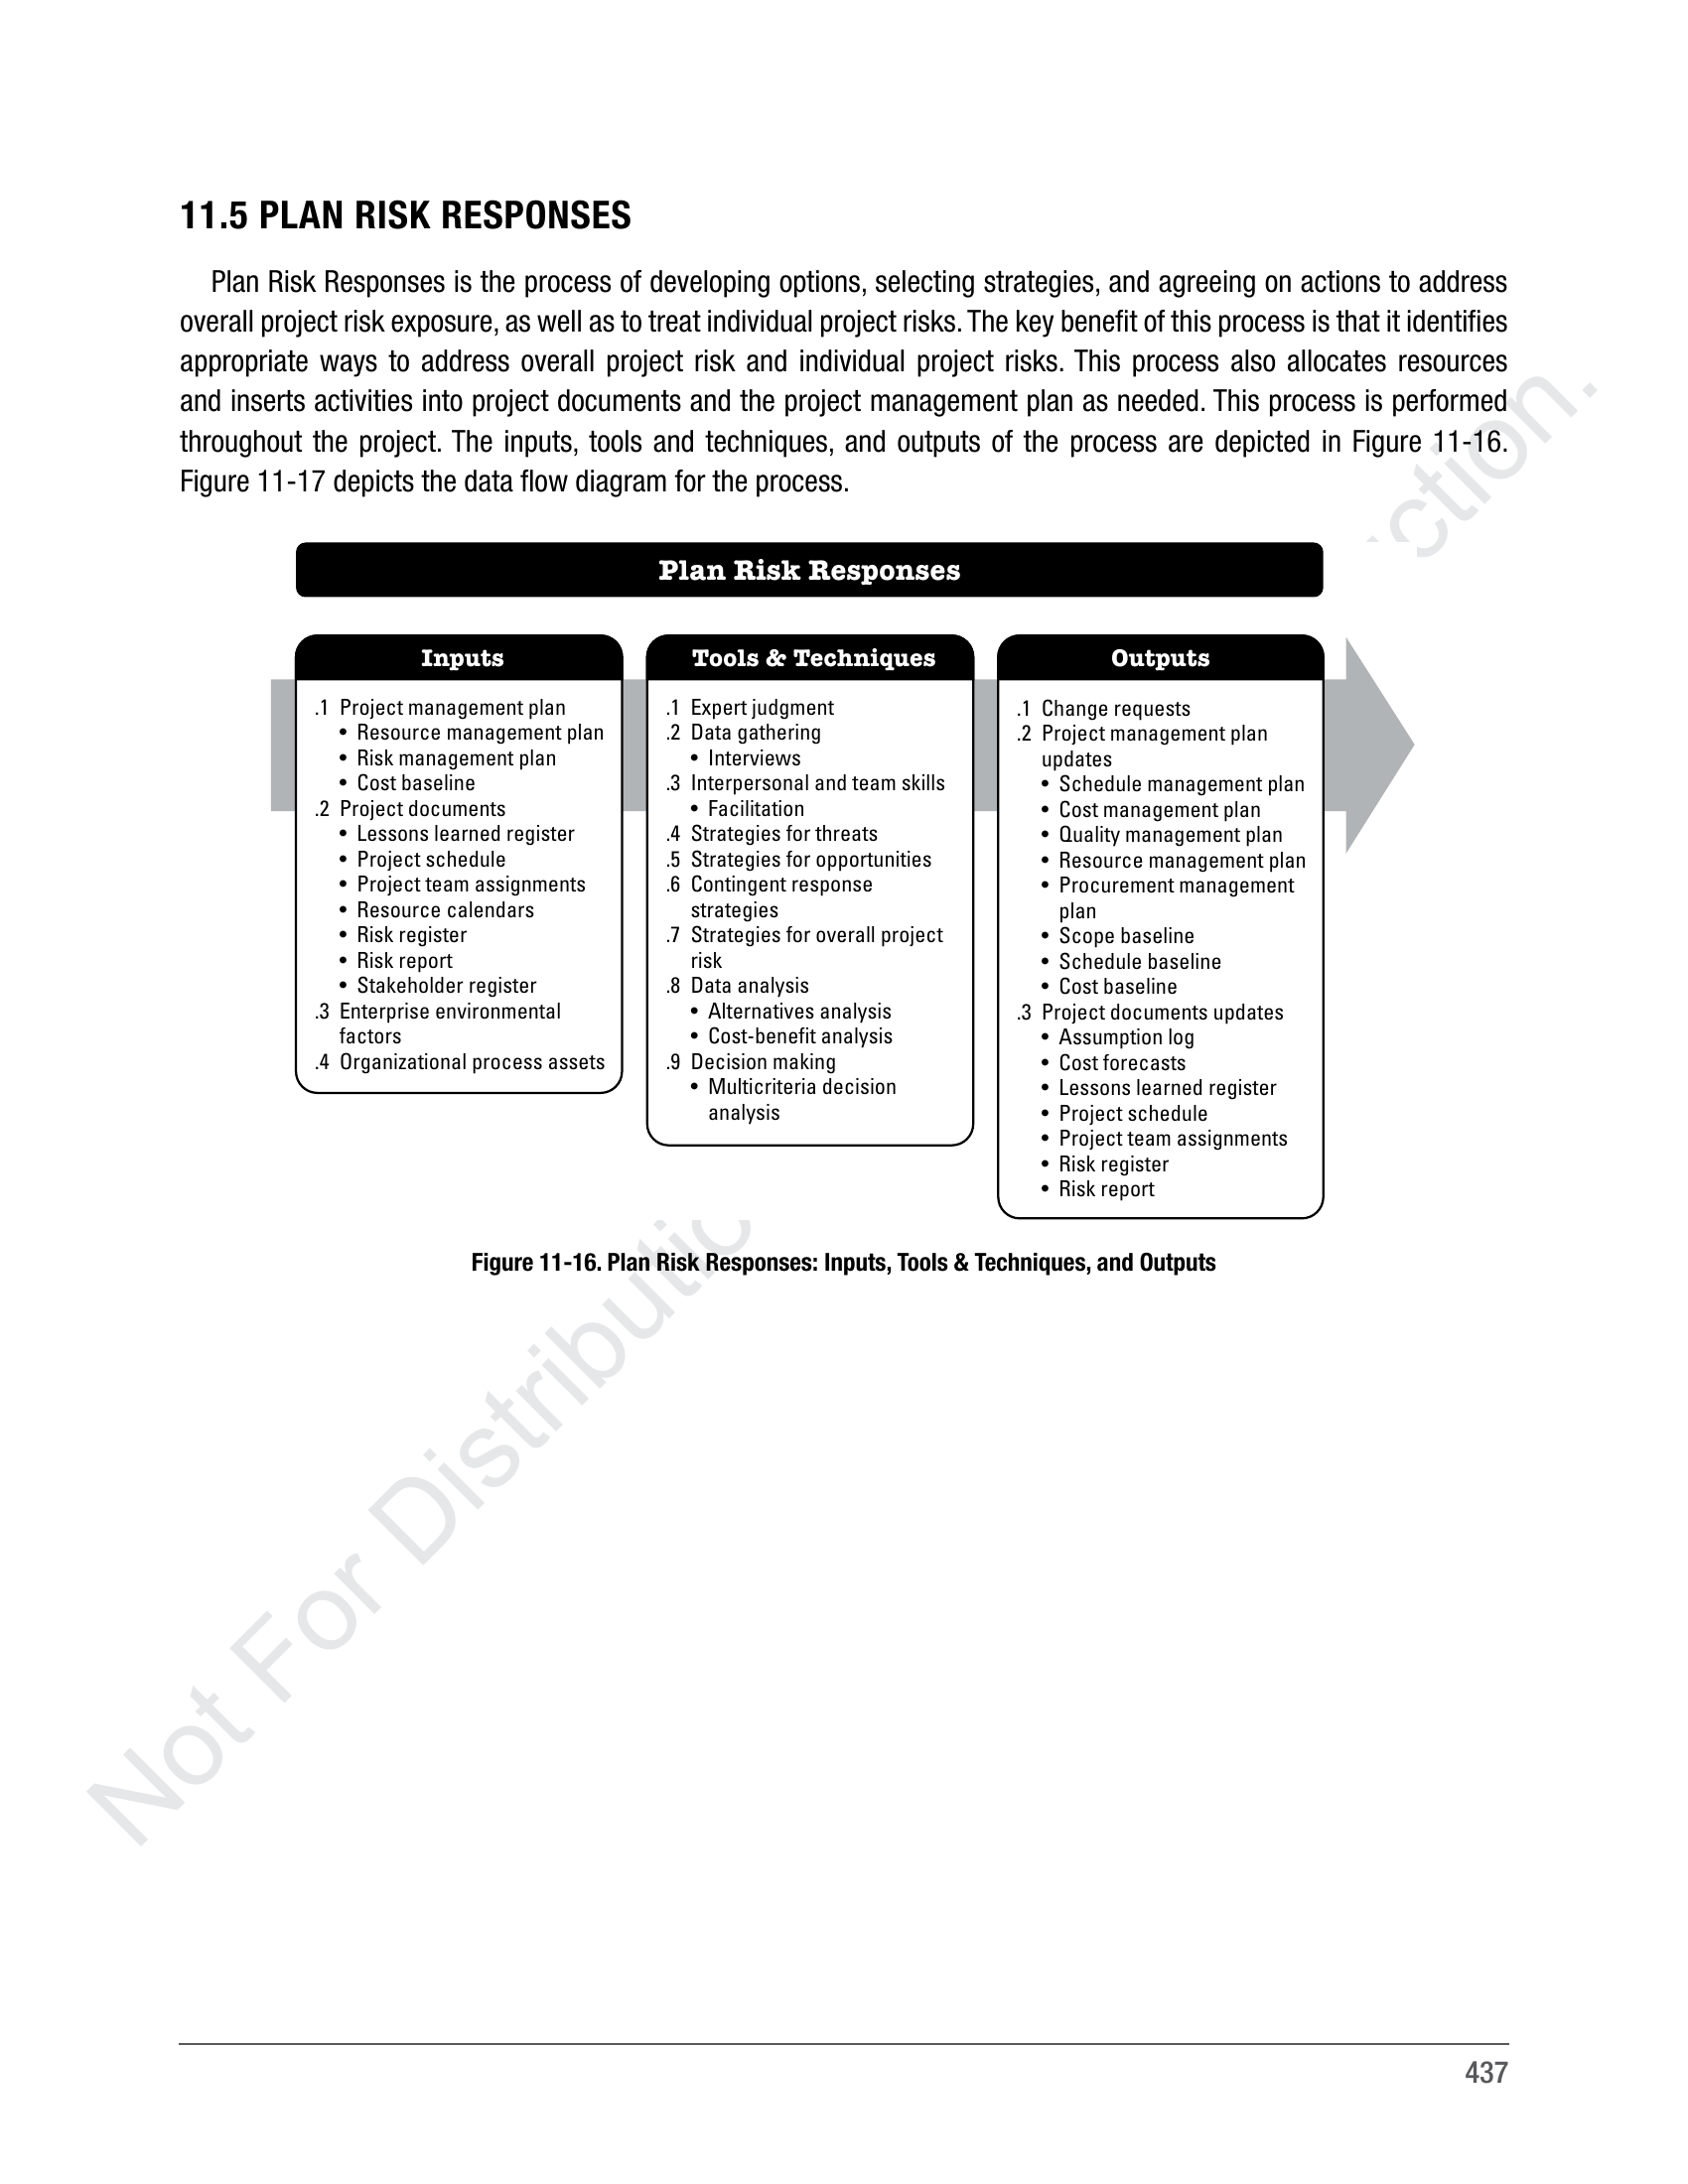 11.5 PLAN RISK RESPONSES
Plan Risk Responses is the process of developing options, selecting strategies, and agreeing on actions to address
overall project risk exposure, as well as to treat individual project risks. The key benefit of this process is that it identifies
appropriate ways to address overall project risk and individual project risks. This process also allocates resources
and inserts activities into project documents and the project management plan as needed. This process is performed
throughout the project. The inputs, tools and techniques, and outputs of the process are depicted in Figure 11-16.
Figure 11-17 depicts the data flow diagram for the process.
Plan Risk Responses
Inputs
.1 Project management plan
• Resource management plan
• Risk management plan
• Cost baseline
.2 Project documents
• Lessons learned register
• Project schedule
• Project team assignments
• Resource calendars
• Risk register
• Risk report
• Stakeholder register
.3 Enterprise environmental
factors
.4 Organizational process assets
Tools & Techniques
.1 Expert judgment
.2 Data gathering
• Interviews
.3 Interpersonal and team skills
• Facilitation
.4 Strategies for threats
.5 Strategies for opportunities
.6 Contingent response
strategies
.7 Strategies for overall project
risk
.8 Data analysis
• Alternatives analysis
• Cost-benefit analysis
.9 Decision making
• Multicriteria decision
analysis
Outputs
.1 Change requests
.2 Project management plan
updates
• Schedule management plan
• Cost management plan
• Quality management plan
• Resource management plan
• Procurement management
plan
• Scope baseline
• Schedule baseline
• Cost baseline
.3 Project documents updates
• Assumption log
• Cost forecasts
• Lessons learned register
• Project schedule
• Project team assignments
• Risk register
• Risk report
Figure 11-16. Plan Risk Responses: Inputs, Tools & Techniques, and Outputs
Not For
437